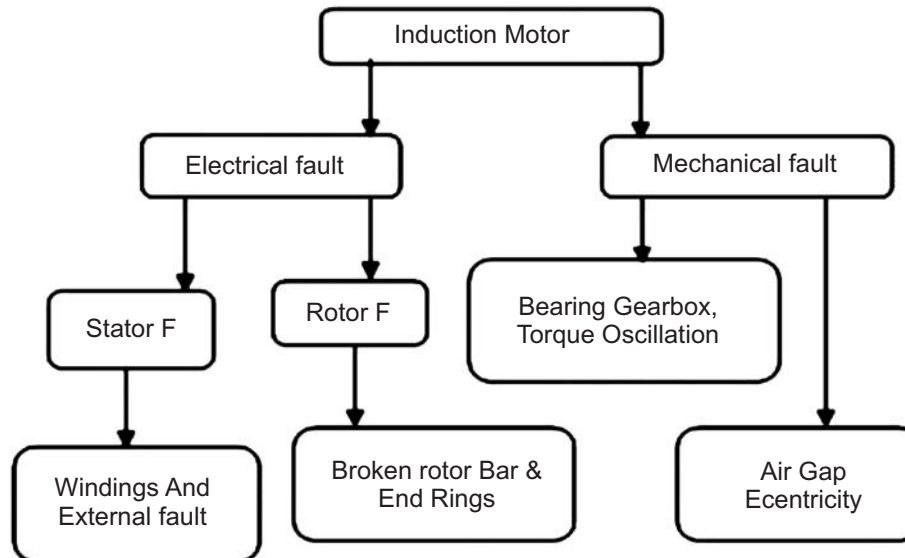 Induction Motor
Electrical fault
Mechanical fault
Stator F
Rotor F
Bearing Gearbox,
Torque Oscillation
Windings And
External fault
Broken rotor Bar &
End Rings
Air Gap
Ecentricity